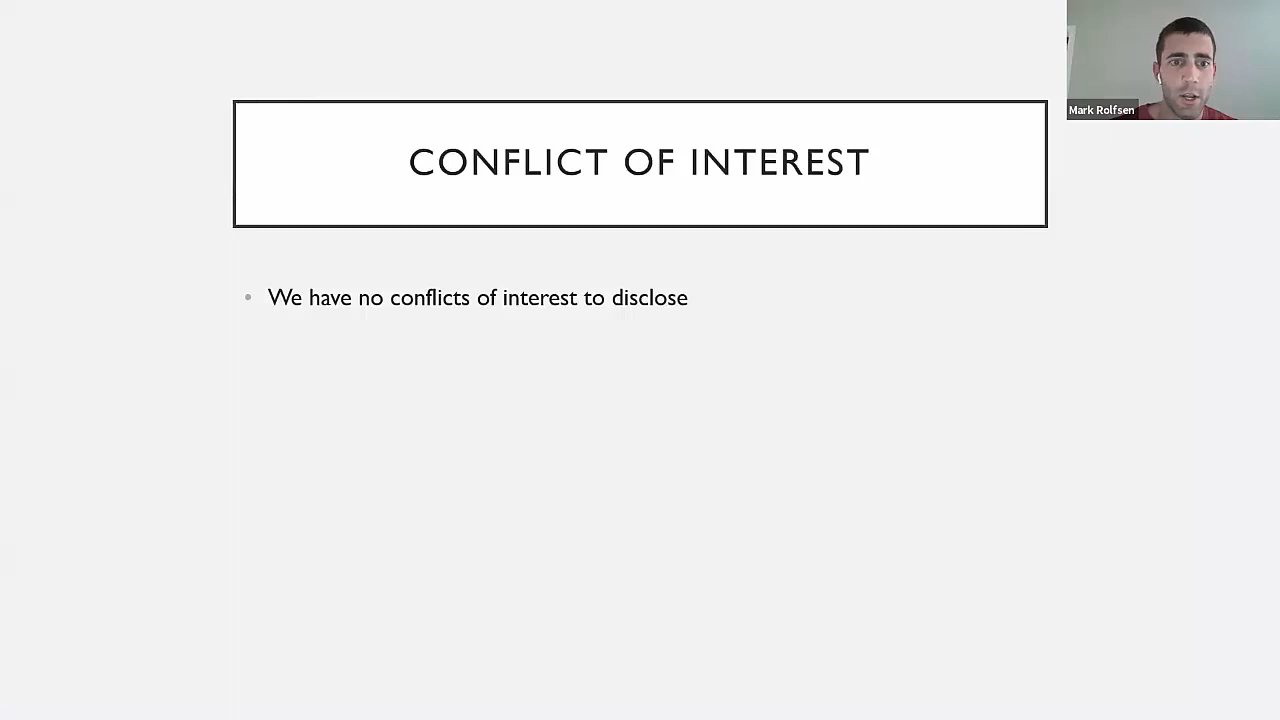 CONFLICT OF INTEREST
Mark Rolfsen
• We have no conflicts of interest to disclose